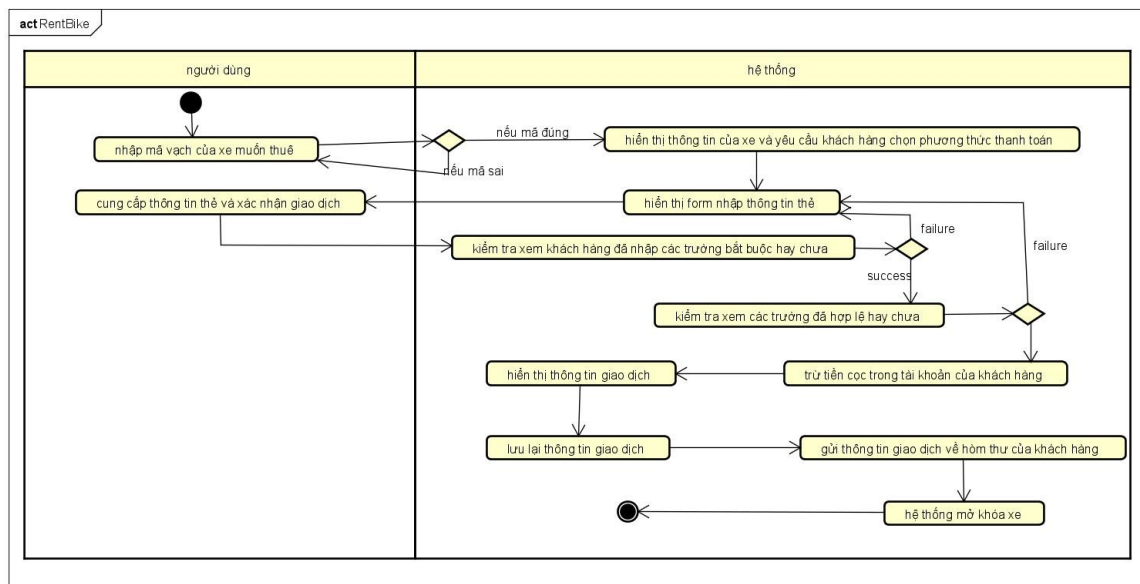 act RentBike
người dùng
hệ thống
nhập mã vạch của xe muốn thuê
nếu mã đúng
nếu mã sai
hiển thị thông tin của xe và yêu cầu khách hàng chọn phương thức thanh toán
cung cấp thông tin thẻ và xác nhận giao dịch
hiển thị form nhập thông tin thẻ
failure
failure
kiểm tra xem khách hàng đã nhập các trường bắt buộc hay chưa
success
kiểm tra xem các trường đã hợp lệ hay chưa
hiển thị thông tin giao dịch
trừ tiền cọc trong tài khoản của khách hàng
lưu lại thông tin giao dịch
gửi thông tin giao dịch về hòm thư của khách hàng
hệ thống mở khóa xe